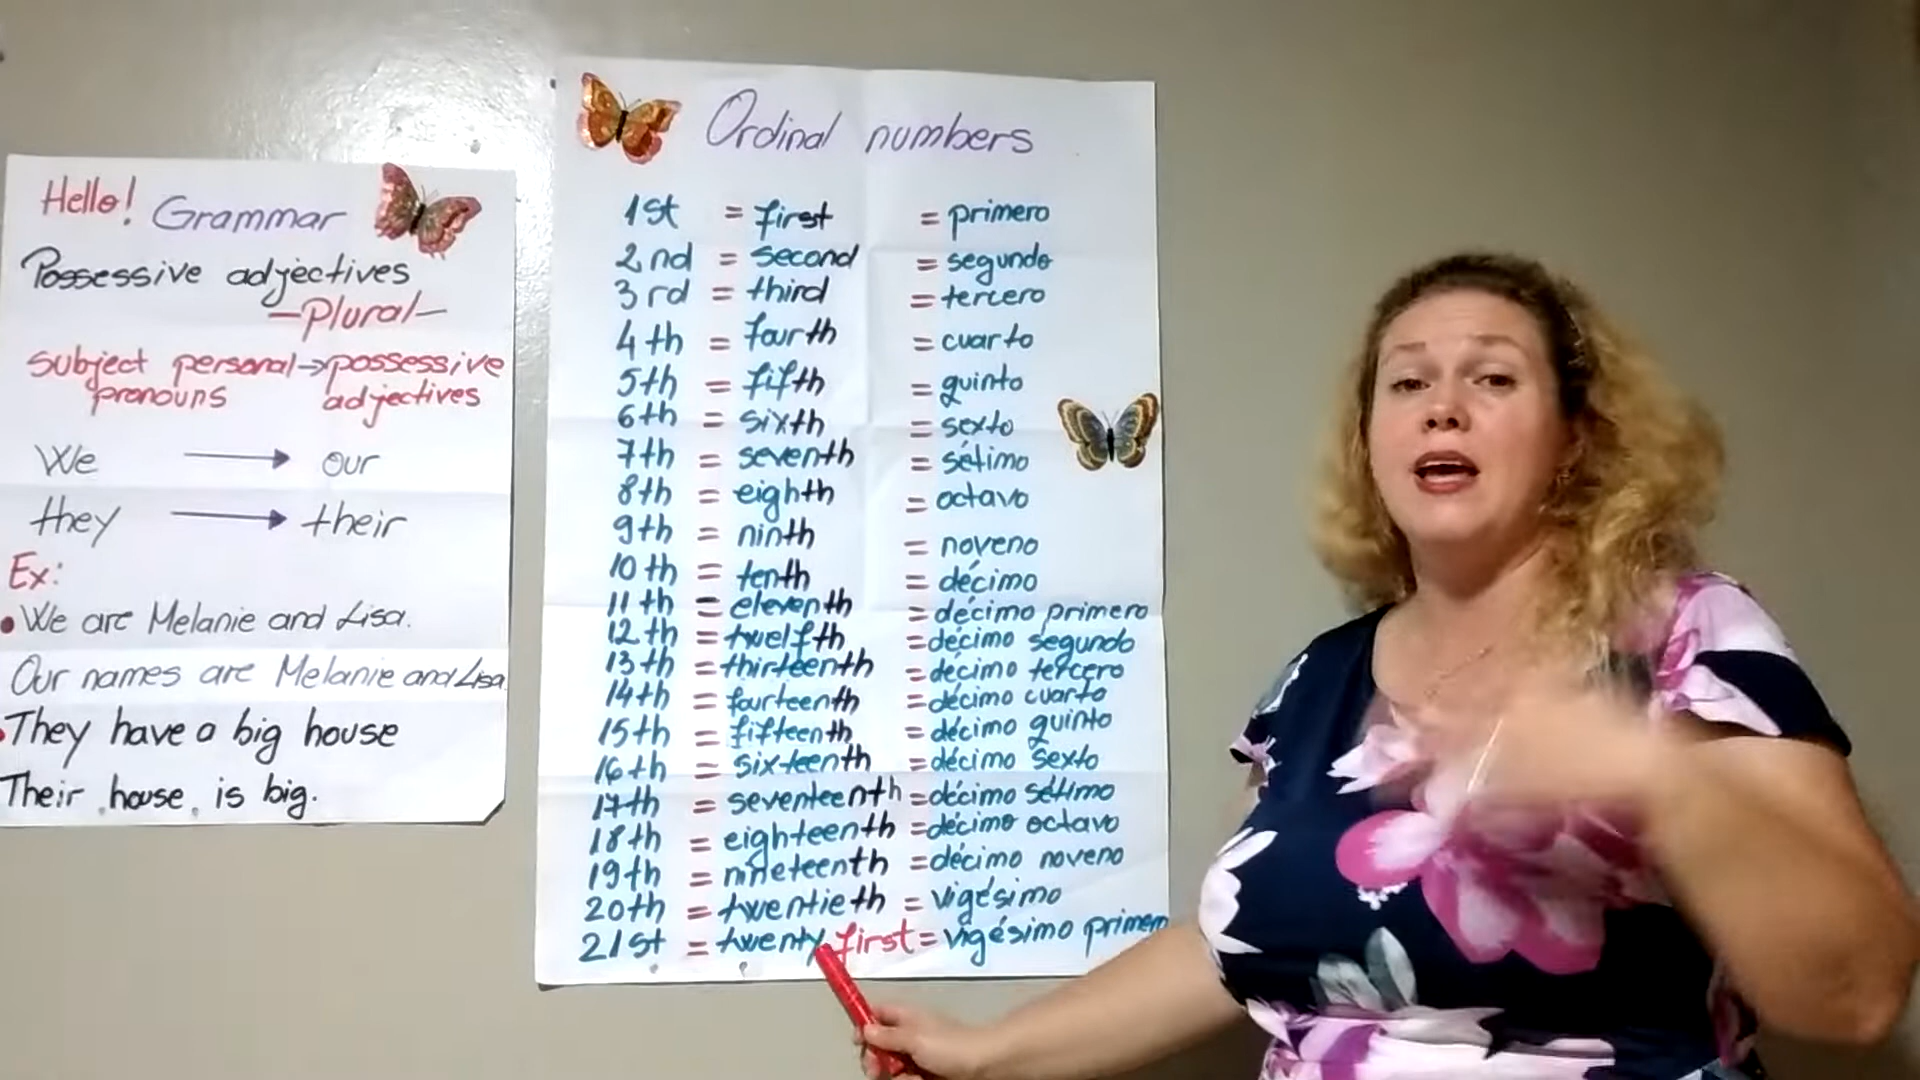 Hello! Grammar
Possessive adjectives
-Plural-
Subject personal → possessive
pronouns adjectives
We → our
they → their
Ex:
• We are Melanie and Lisa.
Our names are Melanie and Lisa.
• They have a big house
Their house is big.
Ordinal numbers
1st = first = primero
2nd = second = segundo
3rd = third = tercero
4th = fourth = cuarto
5th = fifth = quinto
6th = sixth = sexto
7th = seventh = sétimo
8th = eighth = octavo
9th = ninth = noveno
10th = tenth = décimo
11th = eleventh = décimo primero
12th = twelfth = décimo segundo
13th = thirteenth = décimo tercero
14th = fourteenth = décimo cuarto
15th = fifteenth = décimo quinto
16th = sixteenth = décimo sexto
17th = seventeenth = décimo sétimo
18th = eighteenth = décimo octavo
19th = nineteenth = décimo noveno
20th = twentieth = vigésimo
21st = twenty-first = vigésimo primero